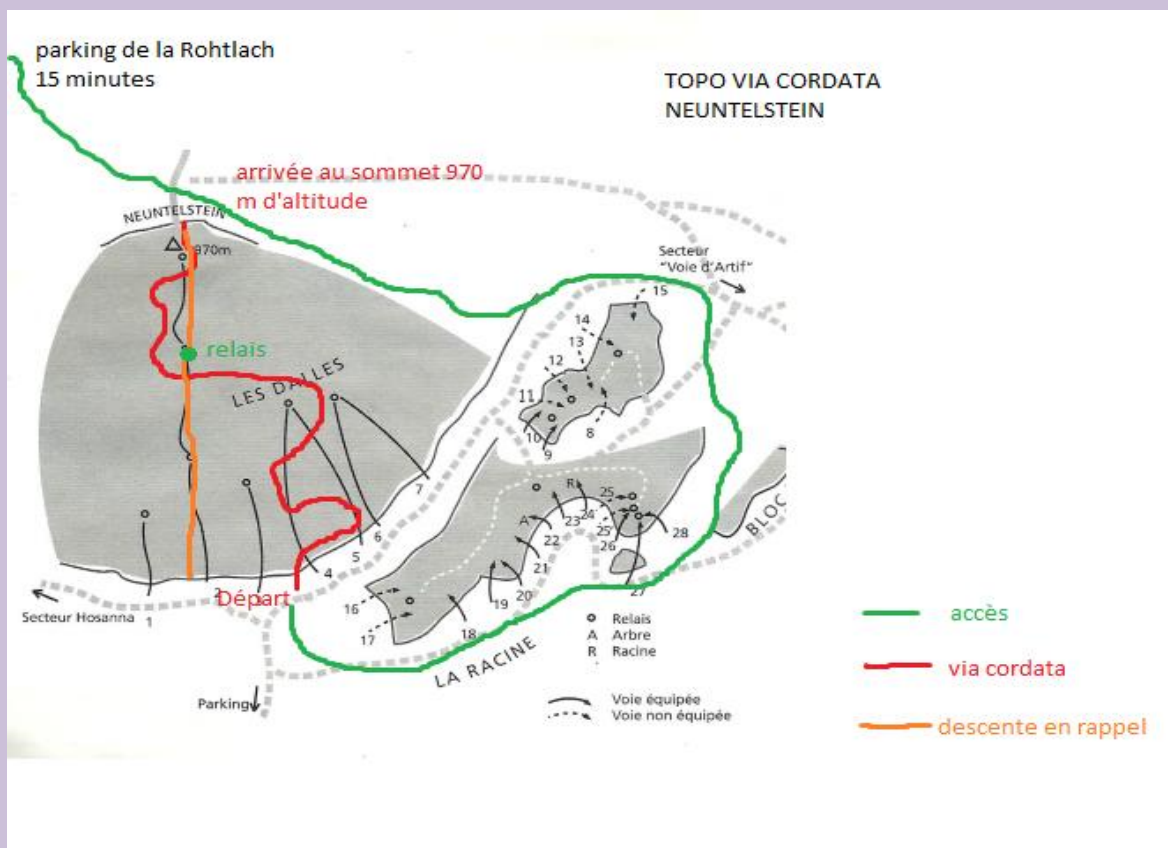 parking de la Rohtlach
15 minutes
TOPO VIA CORDATA
NEUNTELSTEIN
arrivée au sommet 970
m d'altitude
NEUNTELSTEIN
970m
Secteur
"Voie d'Artif"
15
14
13
12
11
10
9
8
relais
LES DALLES
7
6
5
4
2
1
Départ
Secteur Hosanna
Parking
R
A
25
24
23
25
22
26
28
21
27
20
19
18
16
17
BLOC
LA RACINE
Relais
A Arbre
R Racine
Voie équipée
Voie non équipée
accès
via cordata
descente en rappel